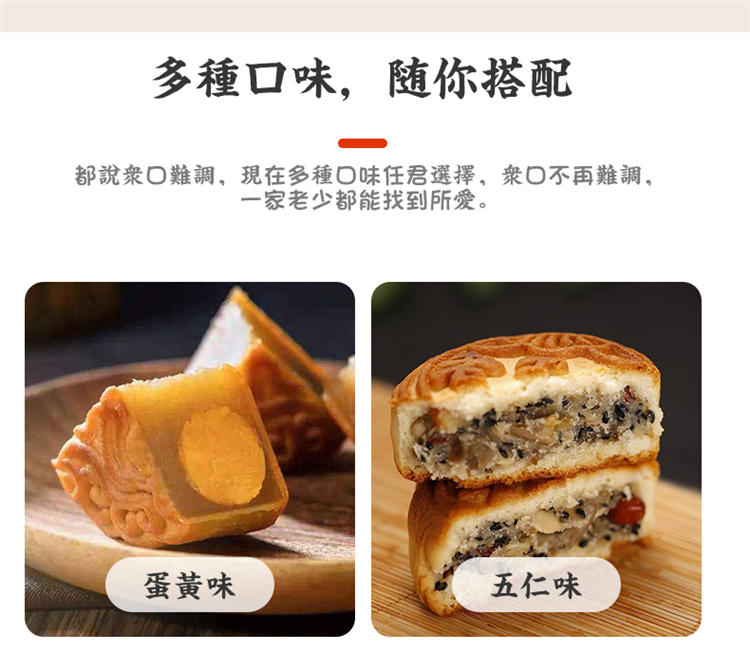 多種口味，随你搭配
都說衆口難調，現在多種口味任君選擇，衆口不再難調，
一家老少都能找到所愛。
蛋黃味
五仁味